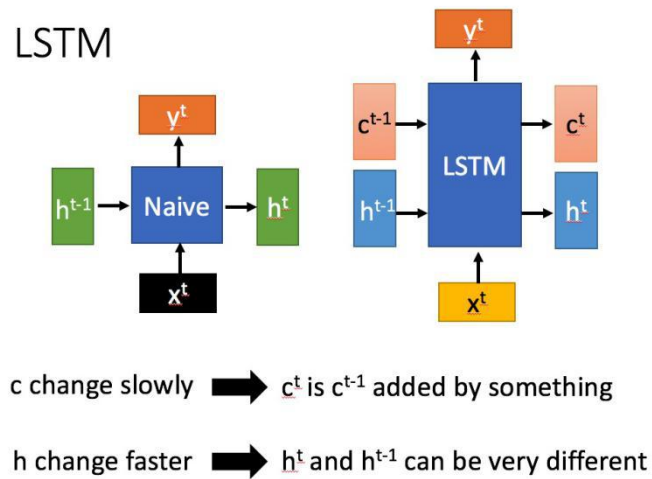 LSTM
yᵗ
hᵗ⁻¹
Naive
hᵗ
xᵗ
yᵗ
cᵗ⁻¹
cᵗ
LSTM
hᵗ⁻¹
hᵗ
xᵗ
c change slowly
cᵗ is cᵗ⁻¹ added by something
h change faster
hᵗ and hᵗ⁻¹ can be very different